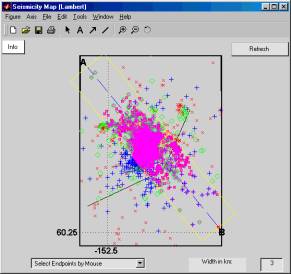 Seismicity Map (Lambert)
Figure Axis File Edit Tools Window Help
Info
Refresh
A
B
60.25
-152.5
Select Endpoints by Mouse
Width in km:
3